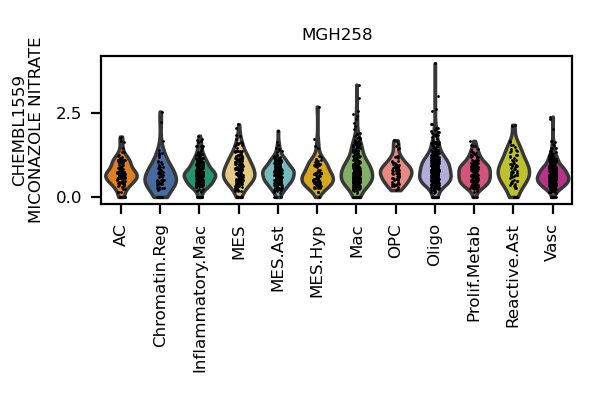 MGH258
CHEMBL1559
MICONAZOLE NITRATE
2.5
0.0
AC
Chromatin.Reg
Inflammatory.Mac
MES
MES.Ast
MES.Hyp
Mac
OPC
Oligo
Prolif.Metab
Reactive.Ast
Vasc